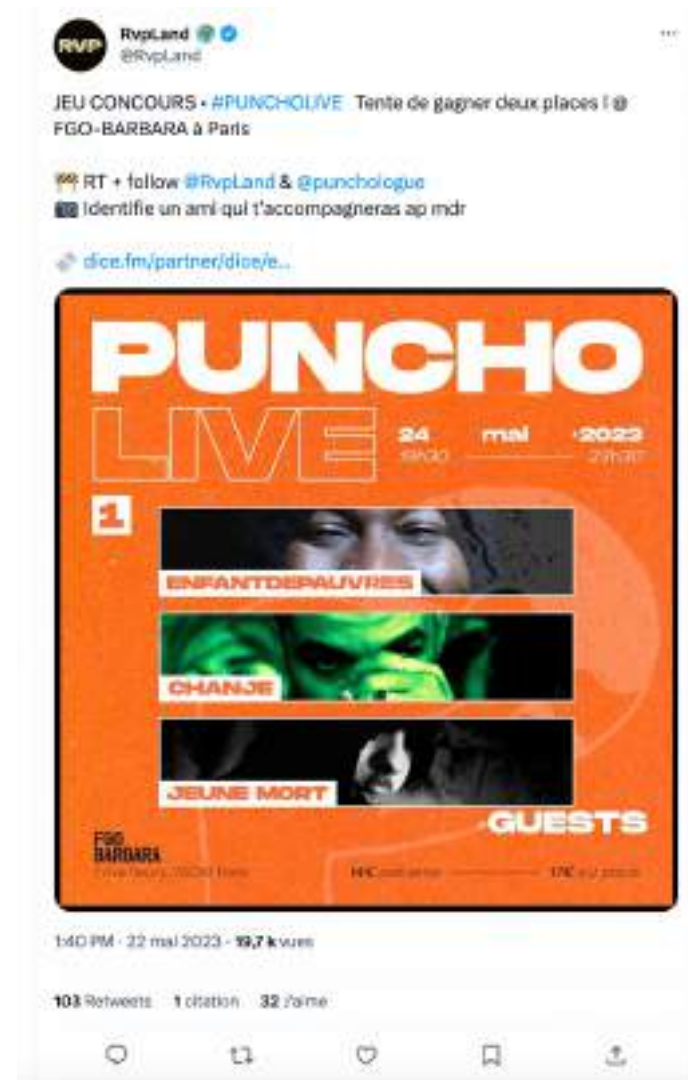 RVP
RvpLand
@RvpLand
JEU CONCOURS • #PUNCHOLIVE Tente de gagner deux places ! @
FGO-BARBARA à Paris
RT + follow @RvpLand & @punchologue
Identifie un ami qui t'accompagneras ap mdr
dice.fm/partner/dice/e...
PUNCHO
LIVE
24 mai 2023
19h30
1
ENFANTDEPAUVRES
CHANJE
JEUNE MORT
GUESTS
FGO
BARBARA
1:40 PM · 22 mai 2023 · 19,7 k vues
103 Retweets 1 citation 32 J'aime